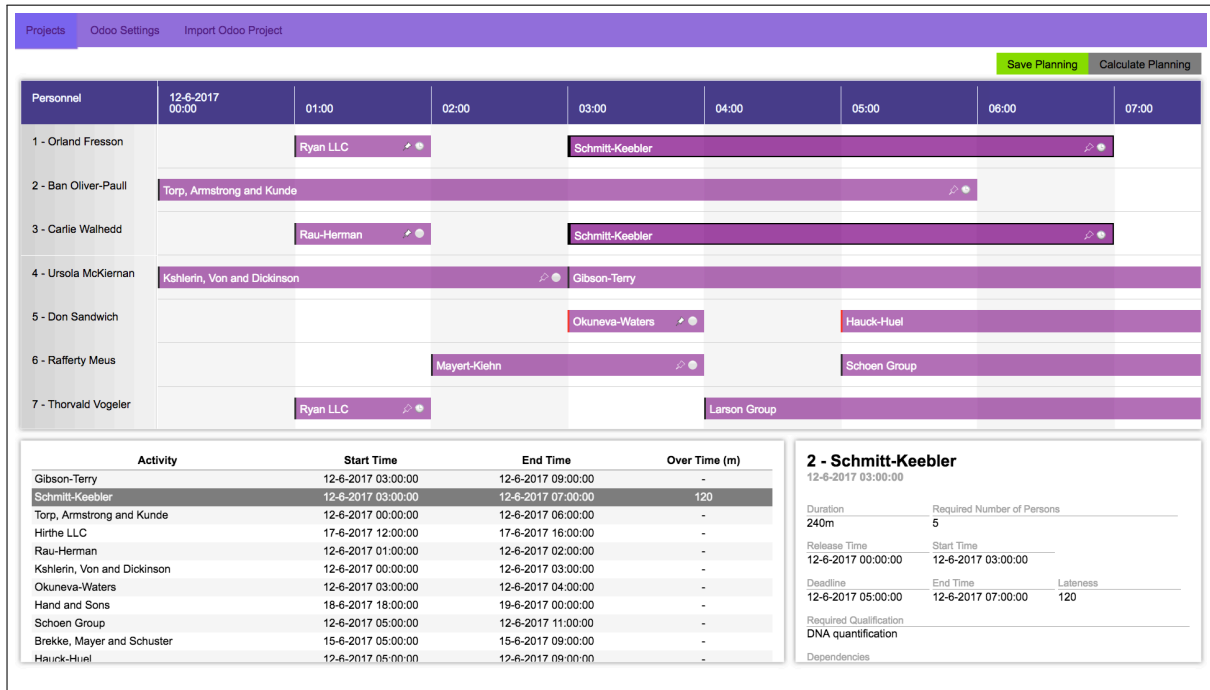 Projects Odoo Settings Import Odoo Project
Save Planning Calculate Planning
Personnel 12-6-2017
00:00 01:00 02:00 03:00 04:00 05:00 06:00 07:00
1 - Orland Fresson Ryan LLC Schmitt-Keebler
2 - Ban Oliver-Paull Torp, Armstrong and Kunde
3 - Carlie Walhedd Rau-Herman Schmitt-Keebler
4 - Ursola McKiernan Kshlerin, Von and Dickinson Gibson-Terry
5 - Don Sandwich Okuneva-Waters Hauck-Huel
6 - Rafferty Meus Mayert-Kiehn Schoen Group
7 - Thorvald Vogeler Ryan LLC Larson Group
Activity Start Time End Time Over Time (m)
Gibson-Terry 12-6-2017 03:00:00 12-6-2017 09:00:00 -
Schmitt-Keebler 12-6-2017 03:00:00 12-6-2017 07:00:00 120
Torp, Armstrong and Kunde 12-6-2017 00:00:00 12-6-2017 06:00:00 -
Hirthe LLC 17-6-2017 12:00:00 17-6-2017 16:00:00 -
Rau-Herman 12-6-2017 01:00:00 12-6-2017 02:00:00 -
Kshlerin, Von and Dickinson 12-6-2017 00:00:00 12-6-2017 03:00:00 -
Okuneva-Waters 12-6-2017 03:00:00 12-6-2017 04:00:00 -
Hand and Sons 18-6-2017 18:00:00 19-6-2017 00:00:00 -
Schoen Group 12-6-2017 05:00:00 12-6-2017 11:00:00 -
Brekke, Mayer and Schuster 15-6-2017 05:00:00 15-6-2017 09:00:00 -
Hauck-Huel 12-6-2017 05:00:00 12-6-2017 09:00:00 -
2 - Schmitt-Keebler
12-6-2017 03:00:00
Duration Required Number of Persons
240m 5
Release Time Start Time
12-6-2017 00:00:00 12-6-2017 03:00:00
Deadline End Time Lateness
12-6-2017 05:00:00 12-6-2017 07:00:00 120
Required Qualification
DNA quantification
Dependencies